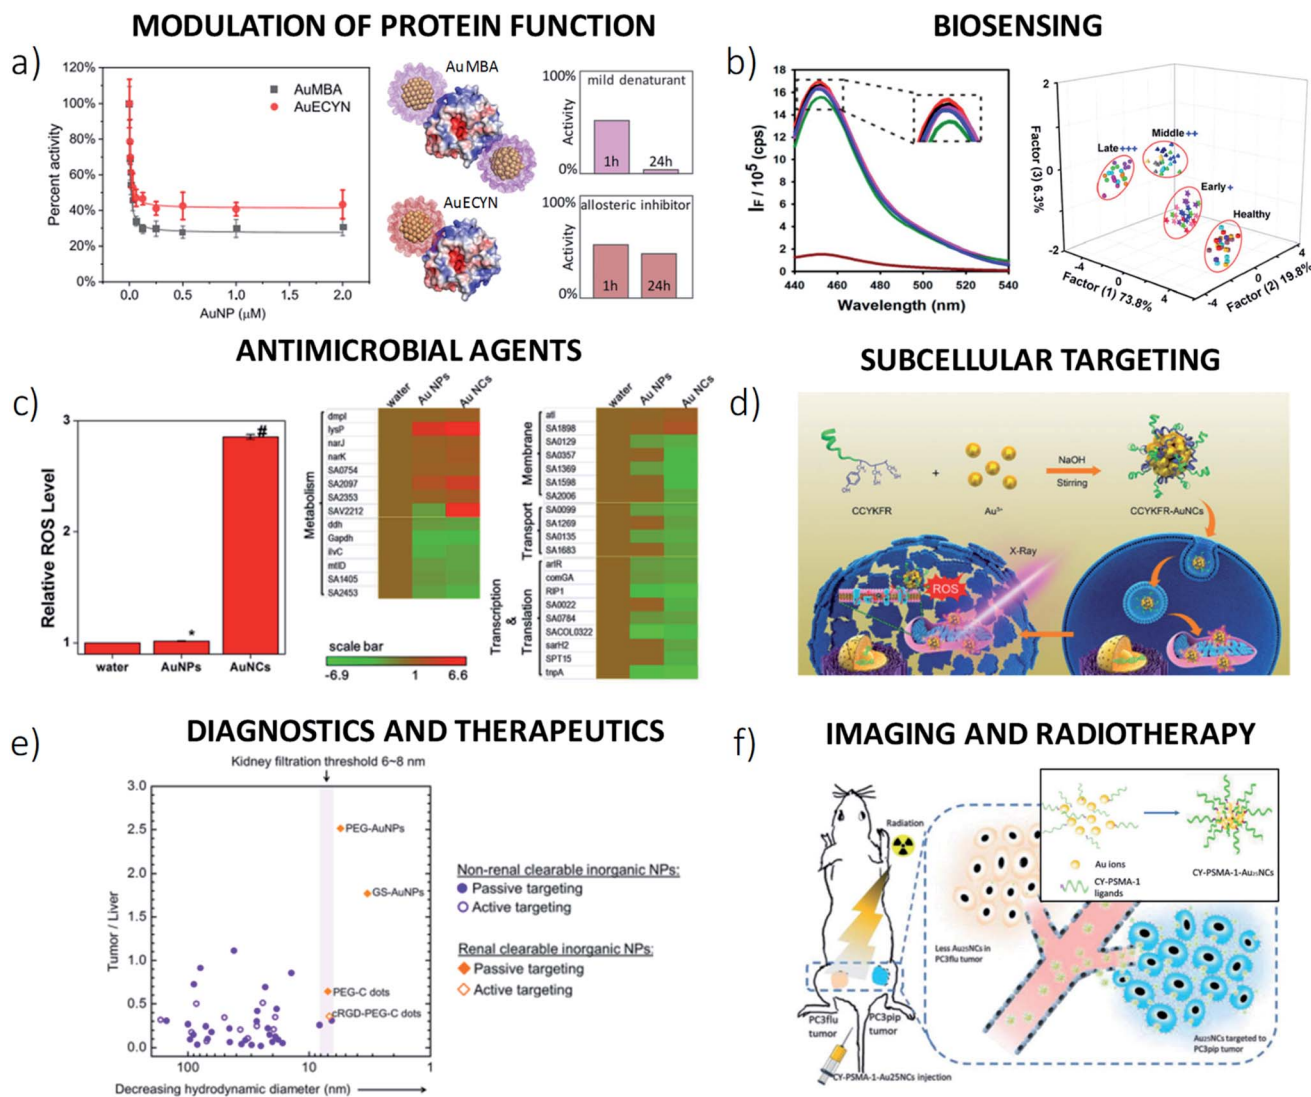 MODULATION OF PROTEIN FUNCTION
a)
120%
100%
80%
60%
40%
20%
0%
Percent activity
AuMBA
AuECYN
0.0 0.5 1.0 1.5 2.0
AuNP (μM)
AuMBA
AuECYN
100%
mild denaturant
Activity
0%
1h 24h
100%
allosteric inhibitor
Activity
0%
1h 24h
BIOSENSING
b)
18
16
14
12
10
8
6
4
2
0
IF / 10⁵ (cps)
440 460 480 500 520 540
Wavelength (nm)
2
0
-2
Factor (3) 6.3%
Late+++
Middle++
Early+
Healthy
-4 0 4
Factor (1) 73.8%
-4 0 4
Factor (2) 19.8%
ANTIMICROBIAL AGENTS
c)
3
2
1
Relative ROS Level
*
#
water AuNPs AuNCs
water Au NPs Au NCs
Metabolism
dmpI
lysP
narJ
narK
SA0754
SA2097
SA2353
SAV2212
ddh
Gapdh
ilvC
mtlD
SA1405
SA2453
scale bar
-6.9 1 6.6
water Au NPs Au NCs
Membrane
atl
SA1898
SA0129
SA0357
SA1369
SA1598
SA2006
Transport
SA0099
SA1269
SA0135
SA1683
Transcription
&
Translation
arlR
comGA
RIP1
SA0022
SA0784
SACOL0322
sarH2
SPT15
tnpA
SUBCELLULAR TARGETING
d)
OH
SH
SH
+
NaOH
Stirring
CCYKFR
Au³⁺
CCYKFR-AuNCs
X-Ray
ROS
DIAGNOSTICS AND THERAPEUTICS
e)
Kidney filtration threshold 6~8 nm
3.0
2.5
2.0
1.5
1.0
0.5
0.0
Tumor / Liver
PEG-AuNPs
GS-AuNPs
PEG-C dots
cRGD-PEG-C dots
100 10 1
Decreasing hydrodynamic diameter (nm)
Non-renal clearable inorganic NPs:
Passive targeting
Active targeting
Renal clearable inorganic NPs:
Passive targeting
Active targeting
IMAGING AND RADIOTHERAPY
f)
Radiation
PC3flu
tumor
PC3pip
tumor
CY-PSMA-1-Au25NCs injection
Au ions
CY-PSMA-1
ligands
CY-PSMA-1-Au₂₅NCs
Less Au₂₅NCs in
PC3flu tumor
Au₂₅NCs targeted to
PC3pip tumor